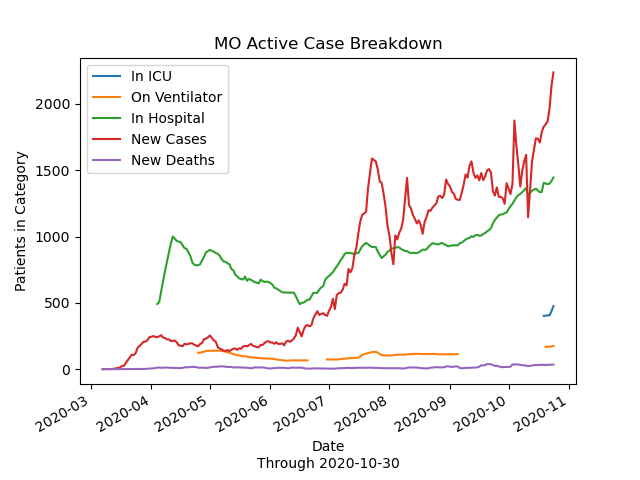 MO Active Case Breakdown
In ICU
On Ventilator
In Hospital
New Cases
New Deaths
Patients in Category
2000
1500
1000
500
0
2020-03
2020-04
2020-05
2020-06
2020-07
2020-08
2020-09
2020-10
2020-11
Date
Through 2020-10-30